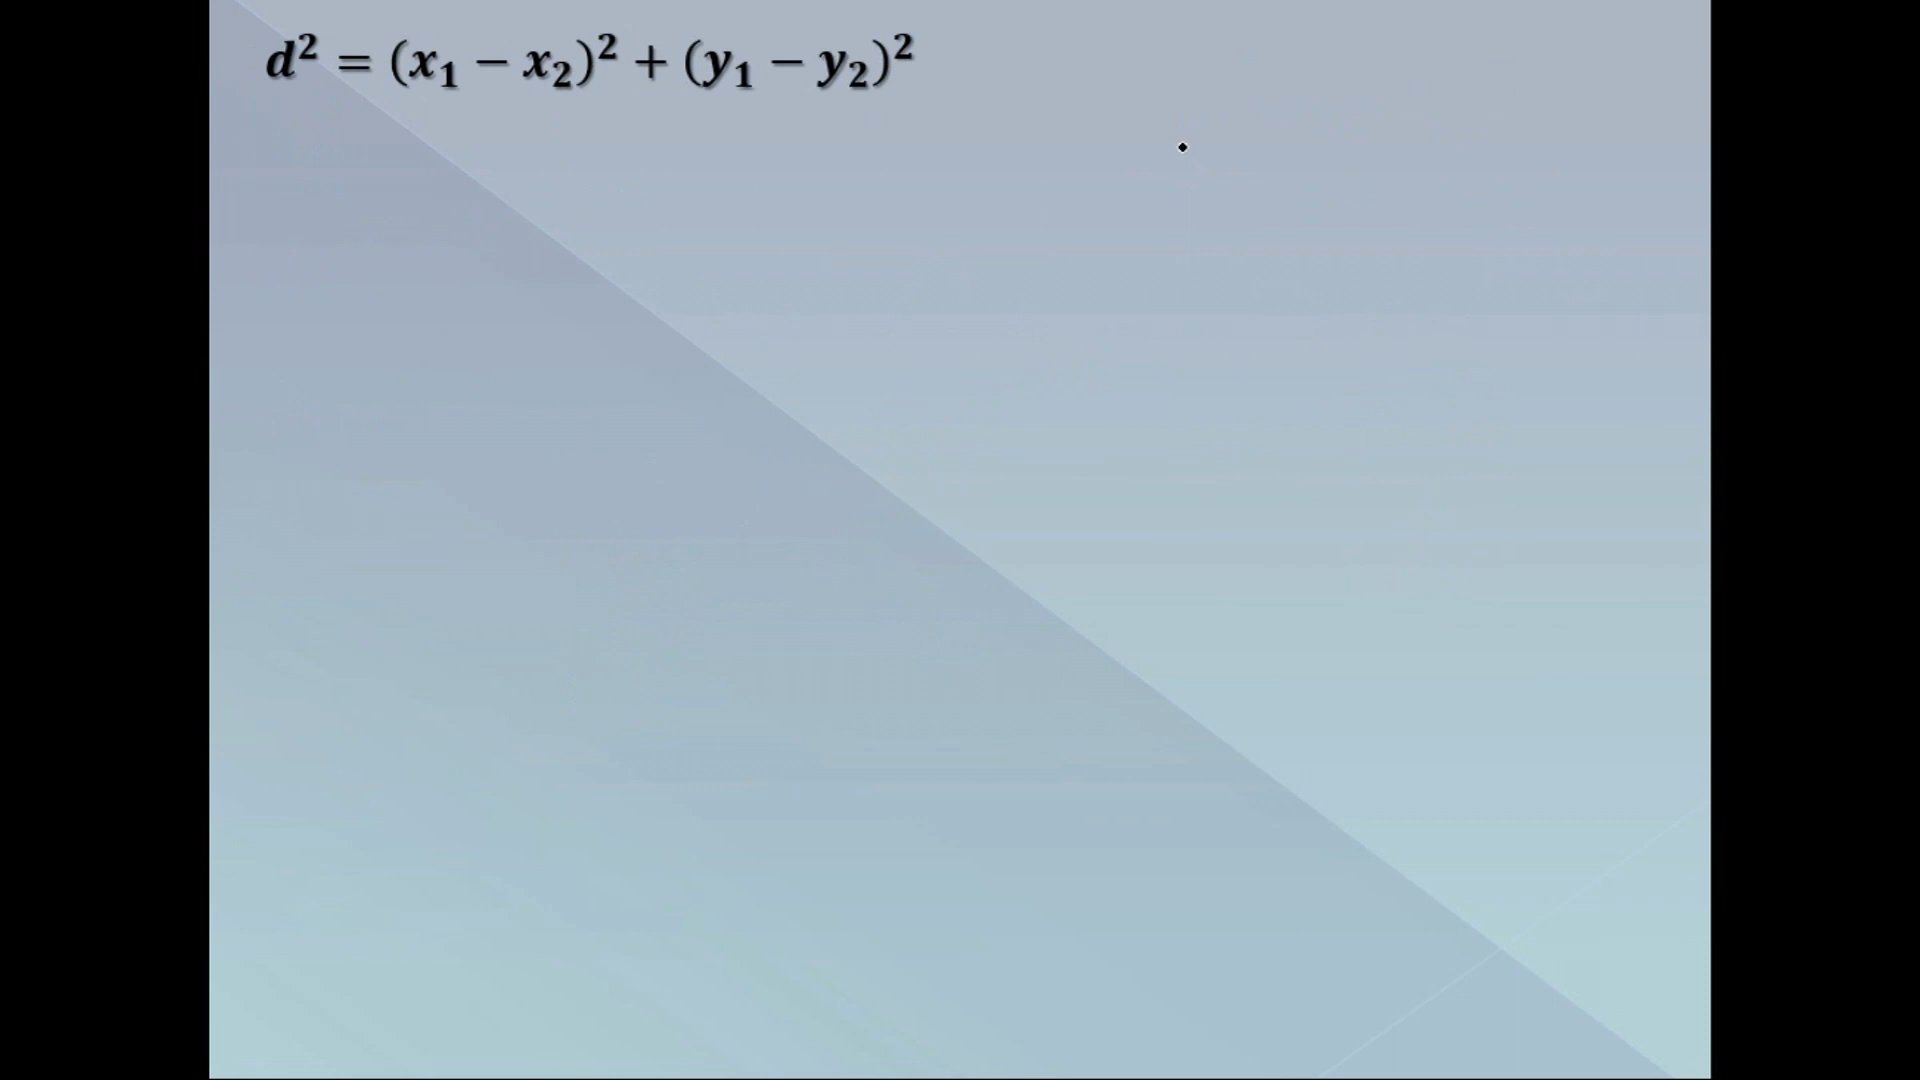 d² = (x₁ − x₂)² + (y₁ − y₂)²